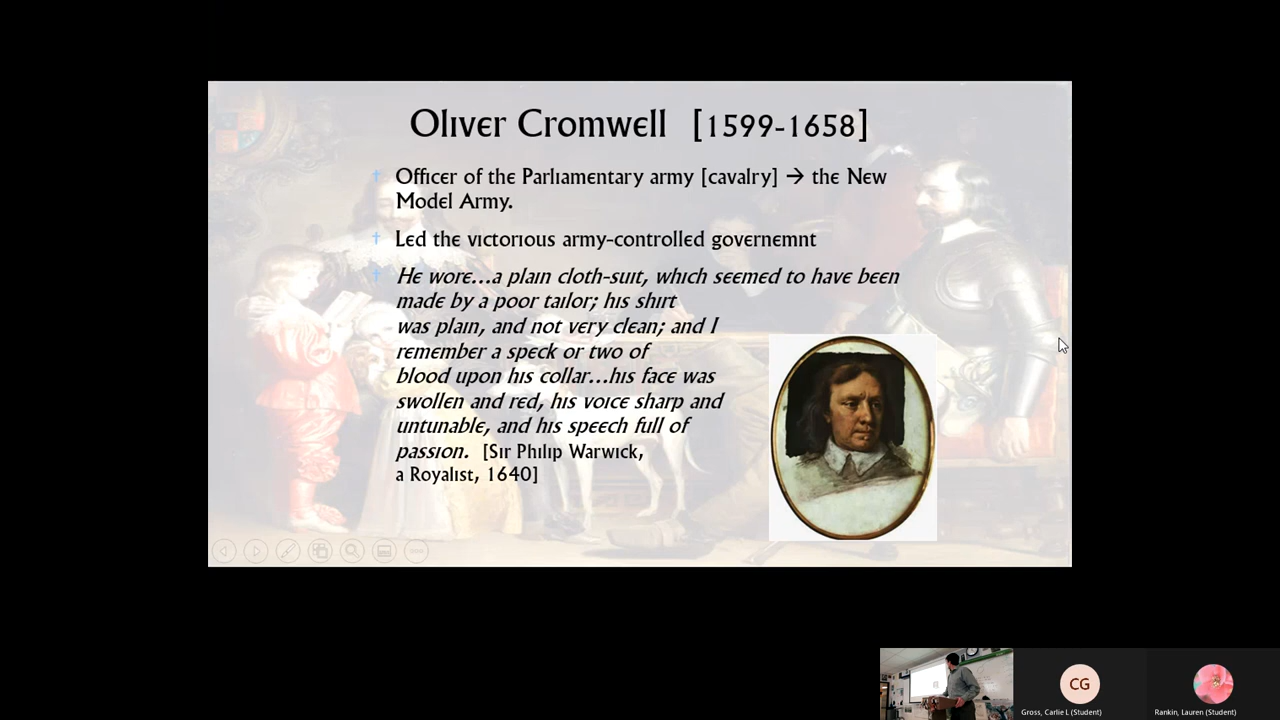 Oliver Cromwell [1599-1658]
† Officer of the Parliamentary army [cavalry] → the New
Model Army.
† Led the victorious army-controlled governemnt
† He wore...a plain cloth-suit, which seemed to have been
made by a poor tailor; his shirt
was plain, and not very clean; and I
remember a speck or two of
blood upon his collar...his face was
swollen and red, his voice sharp and
untunable, and his speech full of
passion. [Sir Philip Warwick,
a Royalist, 1640]
CG
Gross, Carlie L (Student)
Rankin, Lauren (Student)